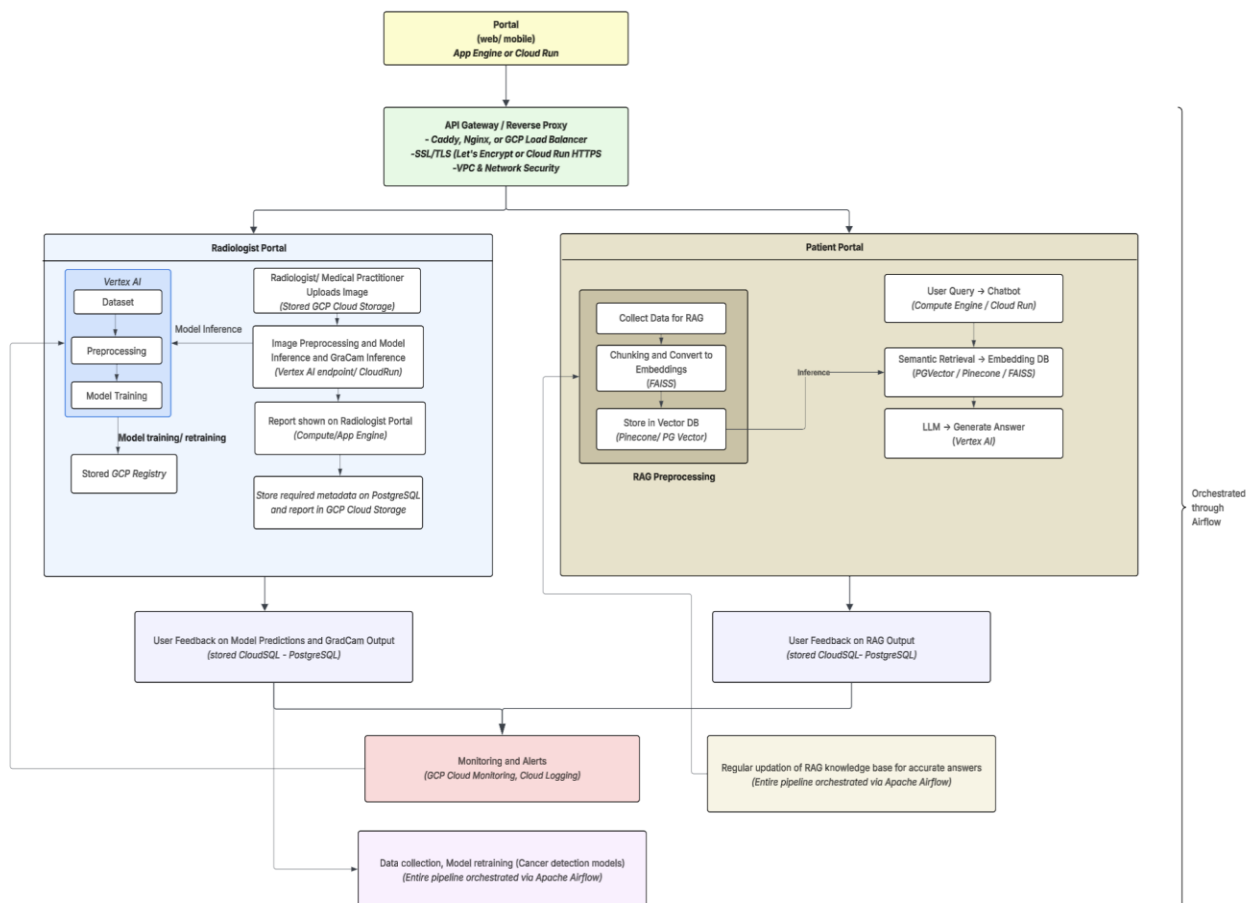 Portal
(web/ mobile)
App Engine or Cloud Run
API Gateway / Reverse Proxy
- Caddy, Nginx, or GCP Load Balancer
-SSL/TLS (Let's Encrypt or Cloud Run HTTPS
-VPC & Network Security
Radiologist Portal
Vertex AI
Dataset
Preprocessing
Model Training
Model training/ retraining
Stored GCP Registry
Model Inference
Radiologist/ Medical Practitioner
Uploads Image
(Stored GCP Cloud Storage)
Image Preprocessing and Model
Inference and GraCam Inference
(Vertex AI endpoint/ CloudRun)
Report shown on Radiologist Portal
(Compute/App Engine)
Store required metadata on PostgreSQL
and report in GCP Cloud Storage
Patient Portal
Collect Data for RAG
Chunking and Convert to
Embeddings
(FAISS)
Store in Vector DB
(Pinecone/ PG Vector)
RAG Preprocessing
Inference
User Query → Chatbot
(Compute Engine / Cloud Run)
Semantic Retrieval → Embedding DB
(PGVector / Pinecone / FAISS)
LLM → Generate Answer
(Vertex AI)
Orchestrated
through
Airflow
User Feedback on Model Predictions and GradCam Output
(stored CloudSQL - PostgreSQL)
User Feedback on RAG Output
(stored CloudSQL- PostgreSQL)
Monitoring and Alerts
(GCP Cloud Monitoring, Cloud Logging)
Regular updation of RAG knowledge base for accurate answers
(Entire pipeline orchestrated via Apache Airflow)
Data collection, Model retraining (Cancer detection models)
(Entire pipeline orchestrated via Apache Airflow)